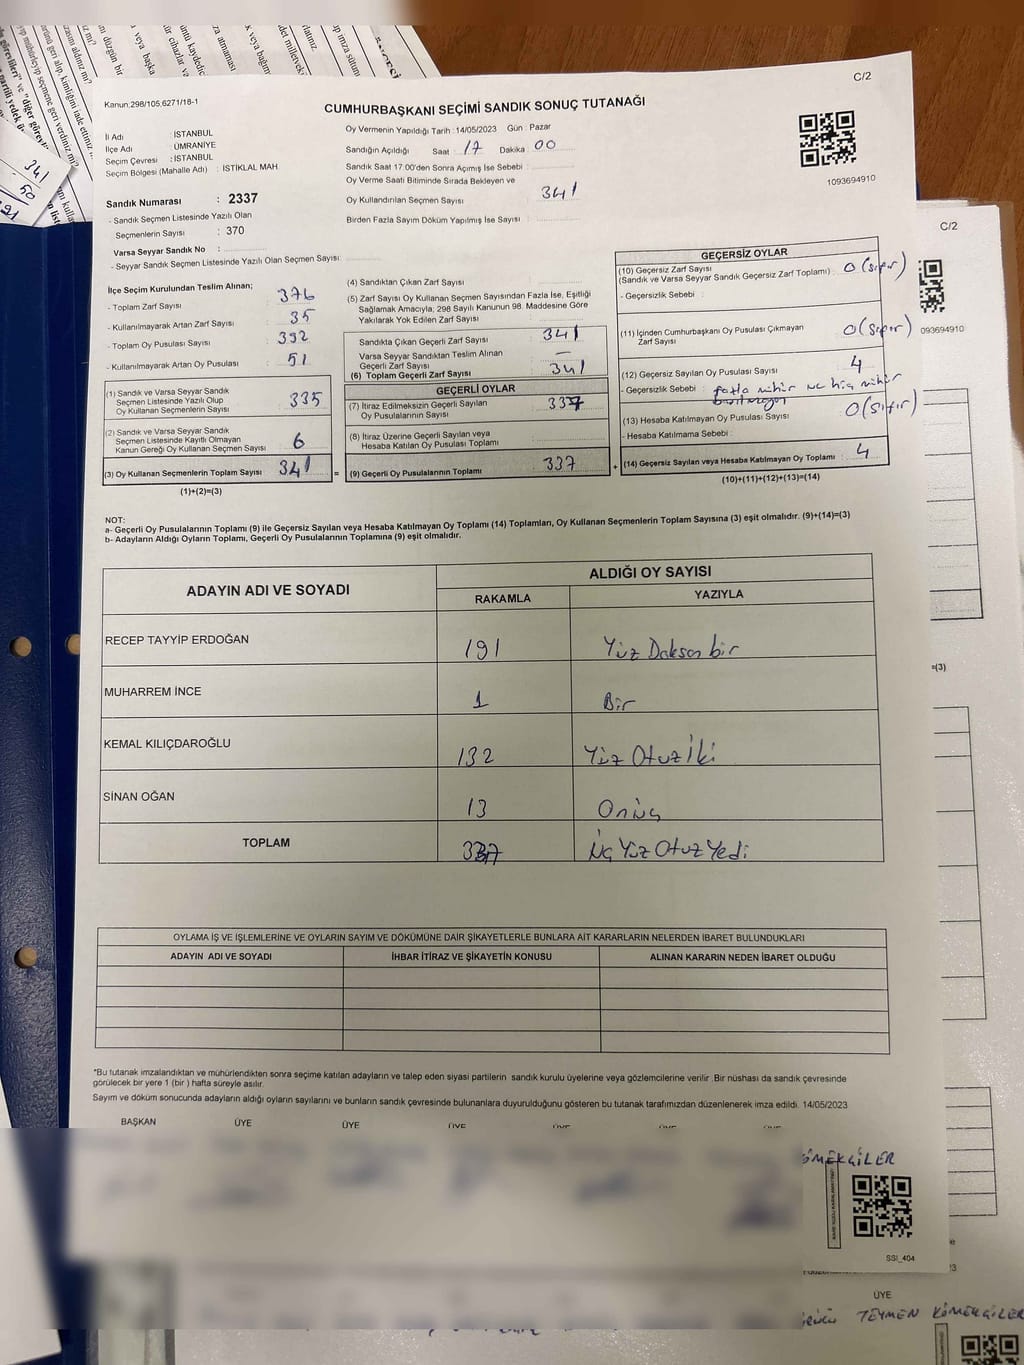 C/2
Kanun,298/105,6271/18-1
CUMHURBAŞKANI SEÇİMİ SANDIK SONUÇ TUTANAĞI
İl Adı : İSTANBUL
İlçe Adı : ÜMRANİYE
Seçim Çevresi : İSTANBUL
Seçim Bölgesi (Mahalle Adı) : İSTİKLAL MAH
Oy Vermenin Yapıldığı Tarih : 14/05/2023 Gün : Pazar
Sandığın Açıldığı Saat : 17 Dakika : 00
Sandık Saat 17:00'den Sonra Açımış İse Sebebi :
Oy Verme Saati Bitiminde Sırada Bekleyen ve
Oy Kullandırılan Seçmen Sayısı : 341
Birden Fazla Sayım Döküm Yapılmış İse Sayısı :
1093694910
Sandık Numarası : 2337
- Sandık Seçmen Listesinde Yazılı Olan
Seçmenlerin Sayısı : 370
Varsa Seyyar Sandık No :
- Seyyar Sandık Seçmen Listesinde Yazılı Olan Seçmen Sayısı:
İlçe Seçim Kurulundan Teslim Alınan;
- Toplam Zarf Sayısı : 376
- Kullanılmayarak Artan Zarf Sayısı : 35
- Toplam Oy Pusulası Sayısı : 392
- Kullanılmayarak Artan Oy Pusulası : 51
(1) Sandık ve Varsa Seyyar Sandık
Seçmen Listesinde Yazılı Olup
Oy Kullanan Seçmenlerin Sayısı : 335
(2) Sandık ve Varsa Seyyar Sandık
Seçmen Listesinde Kayıtlı Olmayan
Kanun Gereği Oy Kullanan Seçmen Sayısı : 6
(3) Oy Kullanan Seçmenlerin Toplam Sayısı : 341 =
(1)+(2)=(3)
(4) Sandıktan Çıkan Zarf Sayısı :
(5) Zarf Sayısı Oy Kullanan Seçmen Sayısından Fazla İse, Eşitliği
Sağlamak Amacıyla; 298 Sayılı Kanunun 98. Maddesine Göre
Yakılarak Yok Edilen Zarf Sayısı :
Sandıkta Çıkan Geçerli Zarf Sayısı : 341
Varsa Seyyar Sandıktan Teslim Alınan
Geçerli Zarf Sayısı : —
(6) Toplam Geçerli Zarf Sayısı : 341
GEÇERLİ OYLAR
(7) İtiraz Edilmeksizin Geçerli Sayılan
Oy Pusulalarının Sayısı : 337
(8) İtiraz Üzerine Geçerli Sayılan veya
Hesaba Katılan Oy Pusulası Toplamı :
(9) Geçerli Oy Pusulalarının Toplamı : 337 +
GEÇERSİZ OYLAR
(10) Geçersiz Zarf Sayısı
(Sandık ve Varsa Seyyar Sandık Geçersiz Zarf Toplamı) : 0 (sıfır)
- Geçersizlik Sebebi :
(11) İçinden Cumhurbaşkanı Oy Pusulası Çıkmayan
Zarf Sayısı : 0 (sıfır)
(12) Geçersiz Sayılan Oy Pusulası Sayısı : 4
- Geçersizlik Sebebi : fazla mühür ve hiç mühür
(13) Hesaba Katılmayan Oy Pusulası Sayısı : 0 (sıfır)
- Hesaba Katılmama Sebebi :
(14) Geçersiz Sayılan veya Hesaba Katılmayan Oy Toplamı : 4
(10)+(11)+(12)+(13)=(14)
NOT:
a- Geçerli Oy Pusulalarının Toplamı (9) ile Geçersiz Sayılan veya Hesaba Katılmayan Oy Toplamı (14) Toplamları, Oy Kullanan Seçmenlerin Toplam Sayısına (3) eşit olmalıdır. (9)+(14)=(3)
b- Adayların Aldığı Oyların Toplamı, Geçerli Oy Pusulalarının Toplamına (9) eşit olmalıdır.
ADAYIN ADI VE SOYADI
ALDIĞI OY SAYISI
RAKAMLA YAZIYLA
RECEP TAYYİP ERDOĞAN 191 Yüz Doksan bir
MUHARREM İNCE 1 Bir
KEMAL KILIÇDAROĞLU 132 Yüz Otuz İki
SİNAN OĞAN 13 Onüç
TOPLAM 337 Üç Yüz Otuz Yedi
OYLAMA İŞ VE İŞLEMLERİNE VE OYLARIN SAYIM VE DÖKÜMÜNE DAİR ŞİKAYETLERLE BUNLARA AİT KARARLARIN NELERDEN İBARET BULUNDUKLARI
ADAYIN ADI VE SOYADI İHBAR İTİRAZ VE ŞİKAYETİN KONUSU ALINAN KARARIN NEDEN İBARET OLDUĞU
*Bu tutanak imzalandıktan ve mühürlendikten sonra seçime katılan adayların ve talep eden siyasi partilerin sandık kurulu üyelerine veya gözlemcilerine verilir. Bir nüshası da sandık çevresinde
görülecek bir yere 1 (bir) hafta süreyle asılır.
Sayım ve döküm sonucunda adayların aldığı oyların sayılarını ve bunların sandık çevresinde bulunanlara duyurulduğunu gösteren bu tutanak tarafımızdan düzenlenerek imza edildi. 14/05/2023
BAŞKAN ÜYE ÜYE ÜYE ÜYE ÜYE ÜYE
SSI_404
C/2
093694910
=(3)
ÜYE
TEYMEN KÖMEKÇİLER
341
50